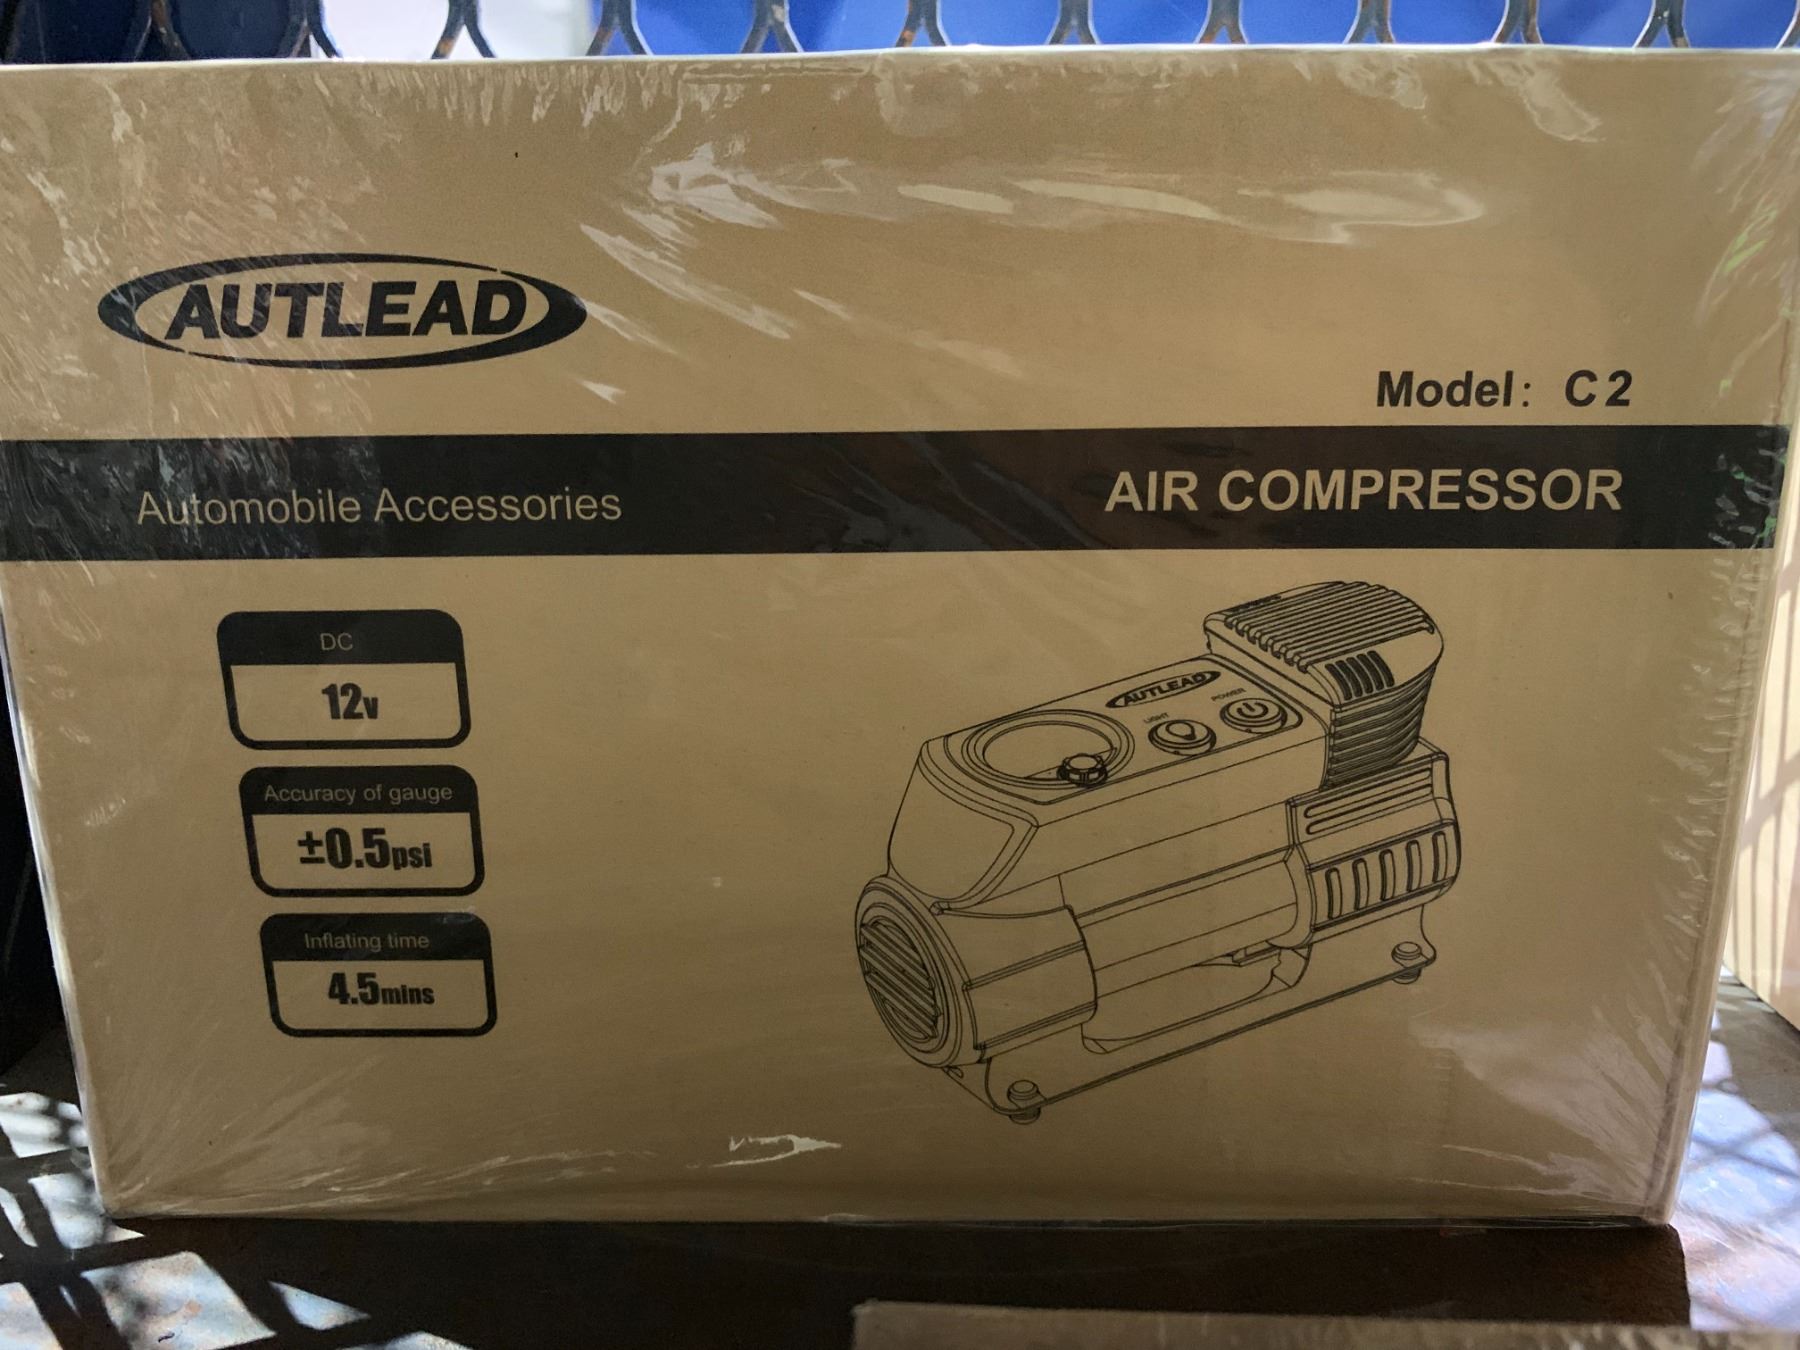 AUTLEAD
Model: C2
Automobile Accessories
AIR COMPRESSOR
DC
12v
Accuracy of gauge
±0.5psi
Inflating time
4.5mins
AUTLEAD
LIGHT
POWER